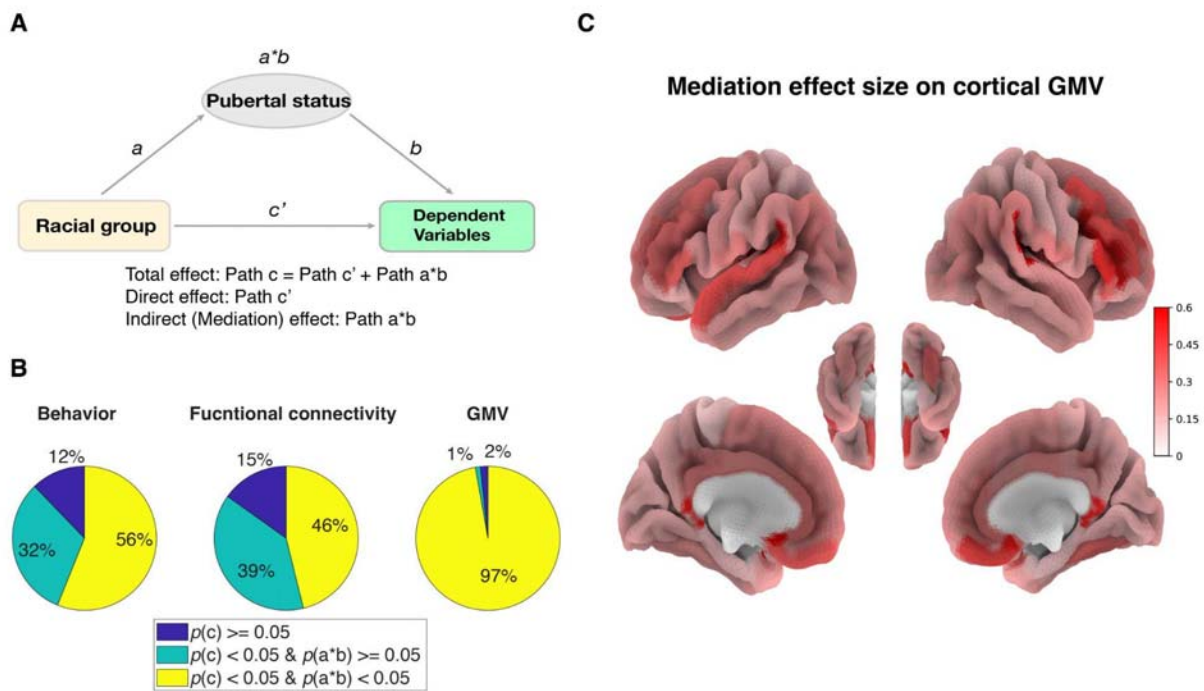 A
a*b
Pubertal status
a
b
Racial group
c'
Dependent
Variables
Total effect: Path c = Path c' + Path a*b
Direct effect: Path c'
Indirect (Mediation) effect: Path a*b
B
Behavior
12%
32%
56%
Fucntional connectivity
15%
46%
39%
GMV
1%
2%
97%
p(c) >= 0.05
p(c) < 0.05 & p(a*b) >= 0.05
p(c) < 0.05 & p(a*b) < 0.05
C
Mediation effect size on cortical GMV
0.6
0.45
0.3
0.15
0